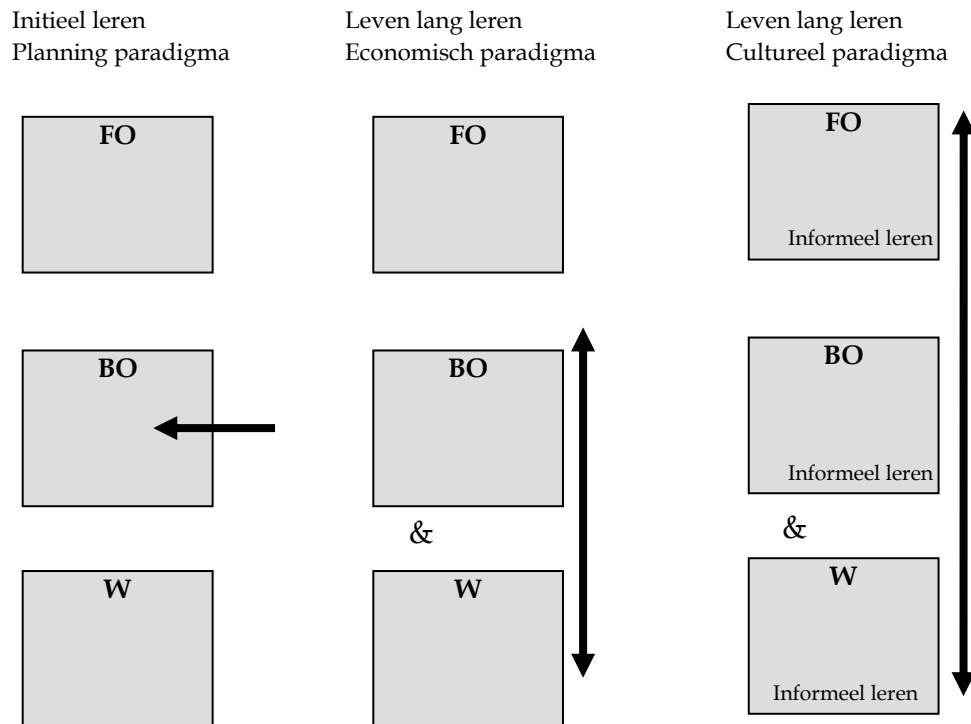 Initieel leren
Planning paradigma
Leven lang leren
Economisch paradigma
Leven lang leren
Cultureel paradigma
FO
FO
FO
Informeel leren
BO
BO
BO
Informeel leren
&
&
W
W
W
Informeel leren